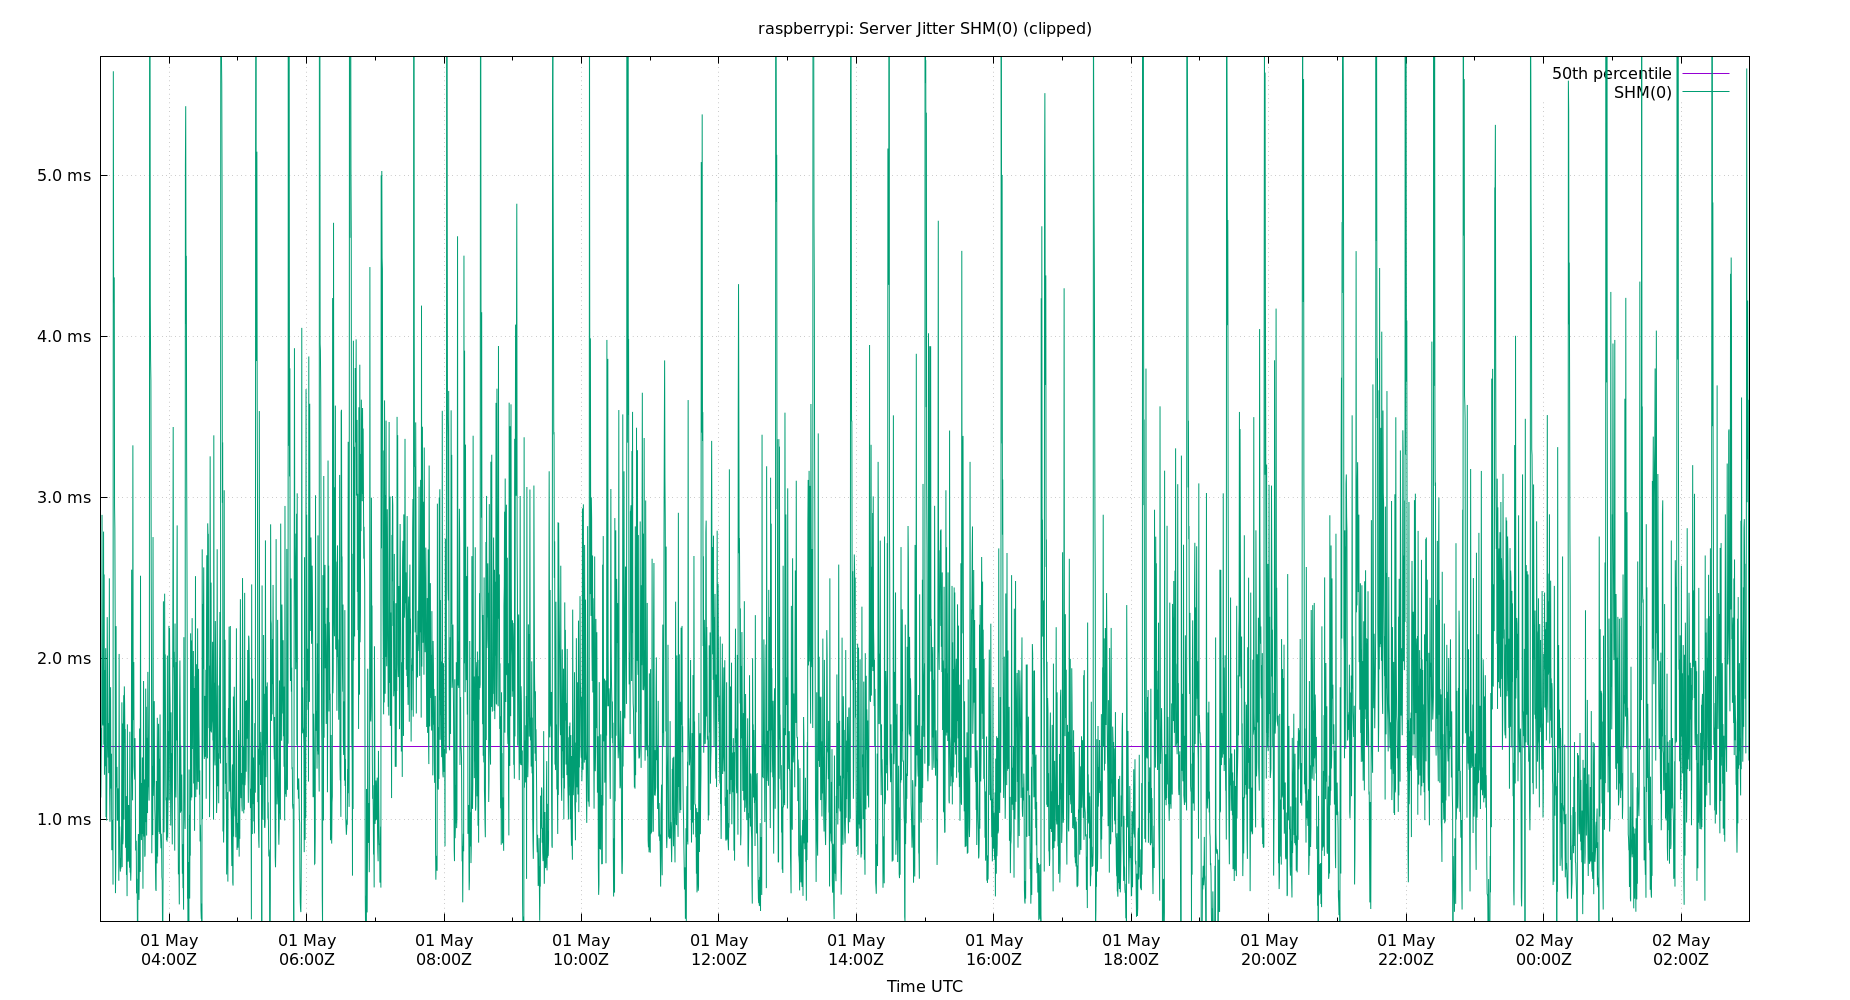 raspberrypi: Server Jitter SHM(0) (clipped)
50th percentile
SHM(0)
5.0 ms
4.0 ms
3.0 ms
2.0 ms
1.0 ms
01 May 01 May 01 May 01 May 01 May 01 May 01 May 01 May 01 May 01 May 02 May 02 May
04:00Z 06:00Z 08:00Z 10:00Z 12:00Z 14:00Z 16:00Z 18:00Z 20:00Z 22:00Z 00:00Z 02:00Z
Time UTC